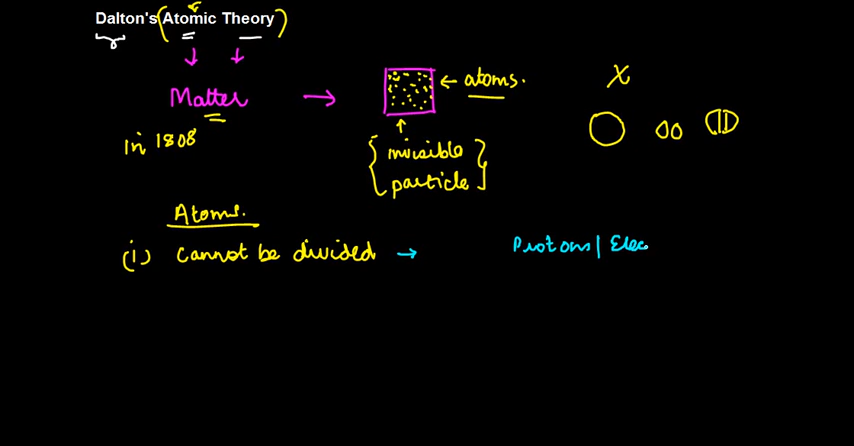 Dalton's (Atomic Theory)
Matter → ← atoms. X
in 1808
{invisible
particle}
Atoms.
(i) Cannot be divided → Protons | Elec